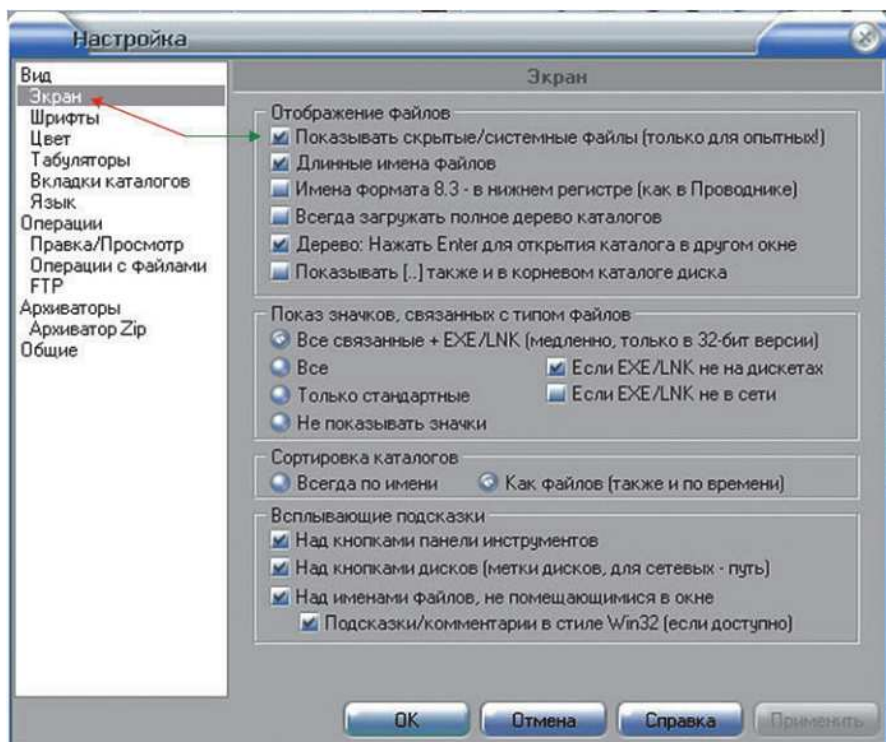 Настройка
Вид
Экран
Шрифты
Цвет
Табуляторы
Вкладки каталогов
Язык
Операции
Правка/Просмотр
Операции с файлами
FTP
Архиваторы
Архиватор Zip
Общие
Экран
Отображение файлов
Показывать скрытые/системные файлы (только для опытных!)
Длинные имена файлов
Имена формата 8.3 - в нижнем регистре (как в Проводнике)
Всегда загружать полное дерево каталогов
Дерево: Нажать Enter для открытия каталога в другом окне
Показывать [..] также и в корневом каталоге диска
Показ значков, связанных с типом файлов
Все связанные + EXE/LNK (медленно, только в 32-бит версии)
Все
Если EXE/LNK не на дискетах
Только стандартные
Если EXE/LNK не в сети
Не показывать значки
Сортировка каталогов
Всегда по имени
Как файлов (также и по времени)
Всплывающие подсказки
Над кнопками панели инструментов
Над кнопками дисков (метки дисков, для сетевых - путь)
Над именами файлов, не помещающимися в окне
Подсказки/комментарии в стиле Win32 (если доступно)
OK
Отмена
Справка
Применить